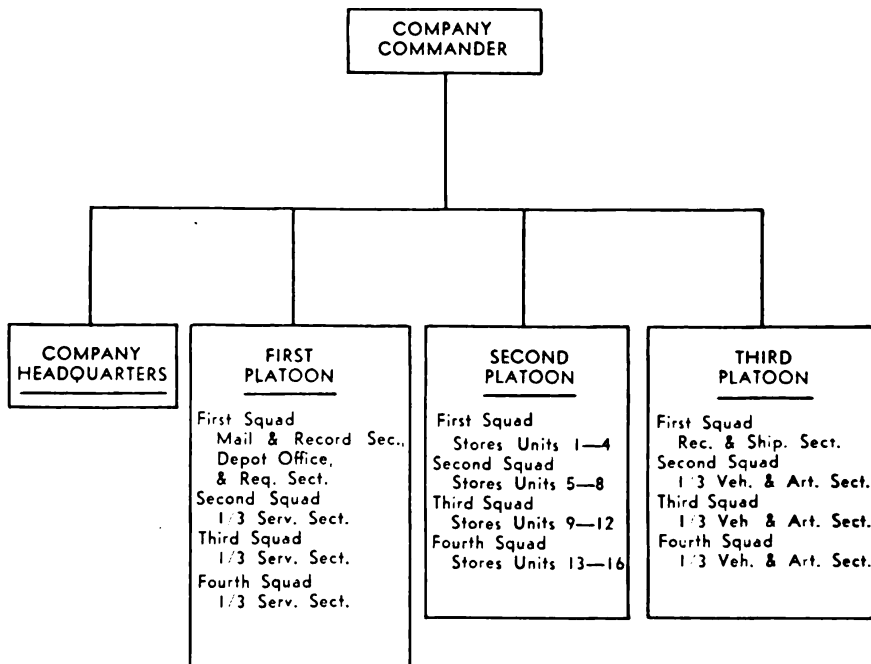 COMPANY
COMMANDER
COMPANY
HEADQUARTERS
FIRST
PLATOON
First Squad
Mail & Record Sec.,
Depot Office,
& Req. Sect.
Second Squad
1/3 Serv. Sect.
Third Squad
1/3 Serv. Sect.
Fourth Squad
1/3 Serv. Sect.
SECOND
PLATOON
First Squad
Stores Units 1—4
Second Squad
Stores Units 5—8
Third Squad
Stores Units 9—12
Fourth Squad
Stores Units 13—16
THIRD
PLATOON
First Squad
Rec. & Ship. Sect.
Second Squad
1/3 Veh. & Art. Sect.
Third Squad
1/3 Veh & Art. Sect.
Fourth Squad
1/3 Veh. & Art. Sect.